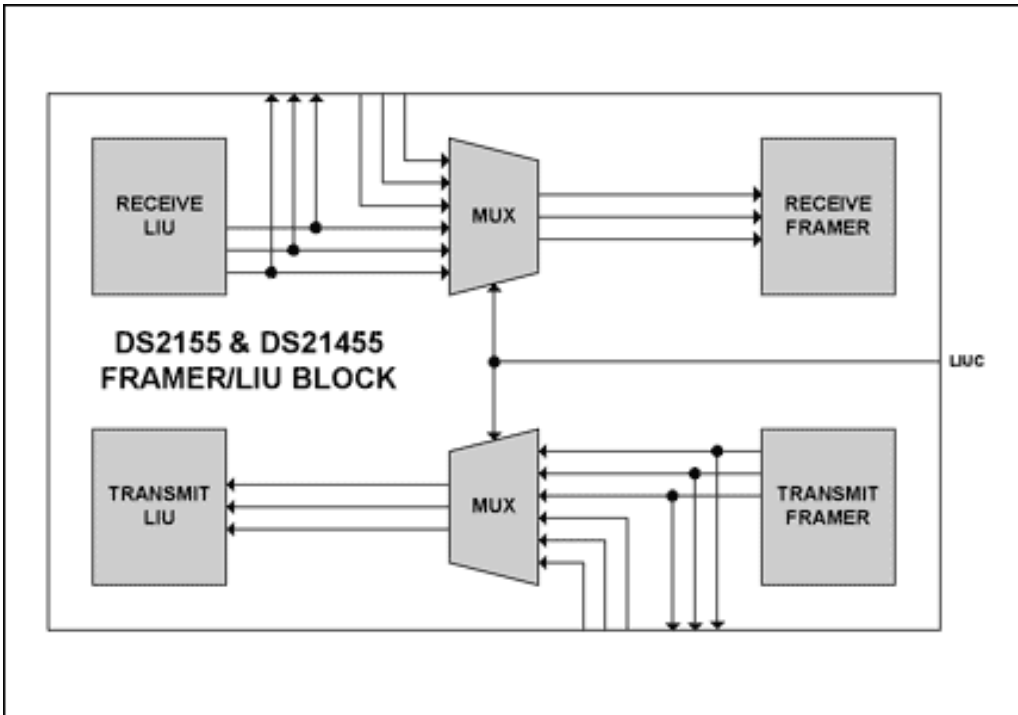 RECEIVE
LIU
MUX
RECEIVE
FRAMER
DS2155 & DS21455
FRAMER/LIU BLOCK
LIUC
TRANSMIT
LIU
MUX
TRANSMIT
FRAMER